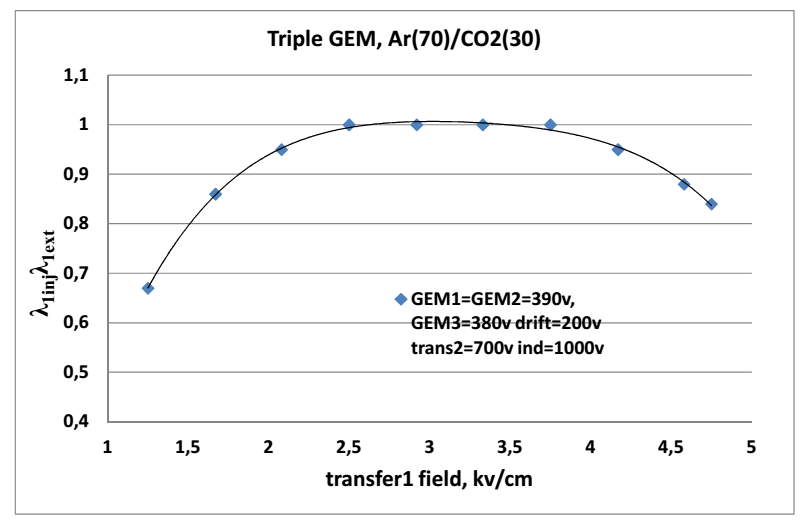 Triple GEM, Ar(70)/CO2(30)
1,1
1
0,9
0,8
0,7
0,6
0,5
0,4
λ1injλ1ext
GEM1=GEM2=390v,
GEM3=380v drift=200v
trans2=700v ind=1000v
1 1,5 2 2,5 3 3,5 4 4,5 5
transfer1 field, kv/cm